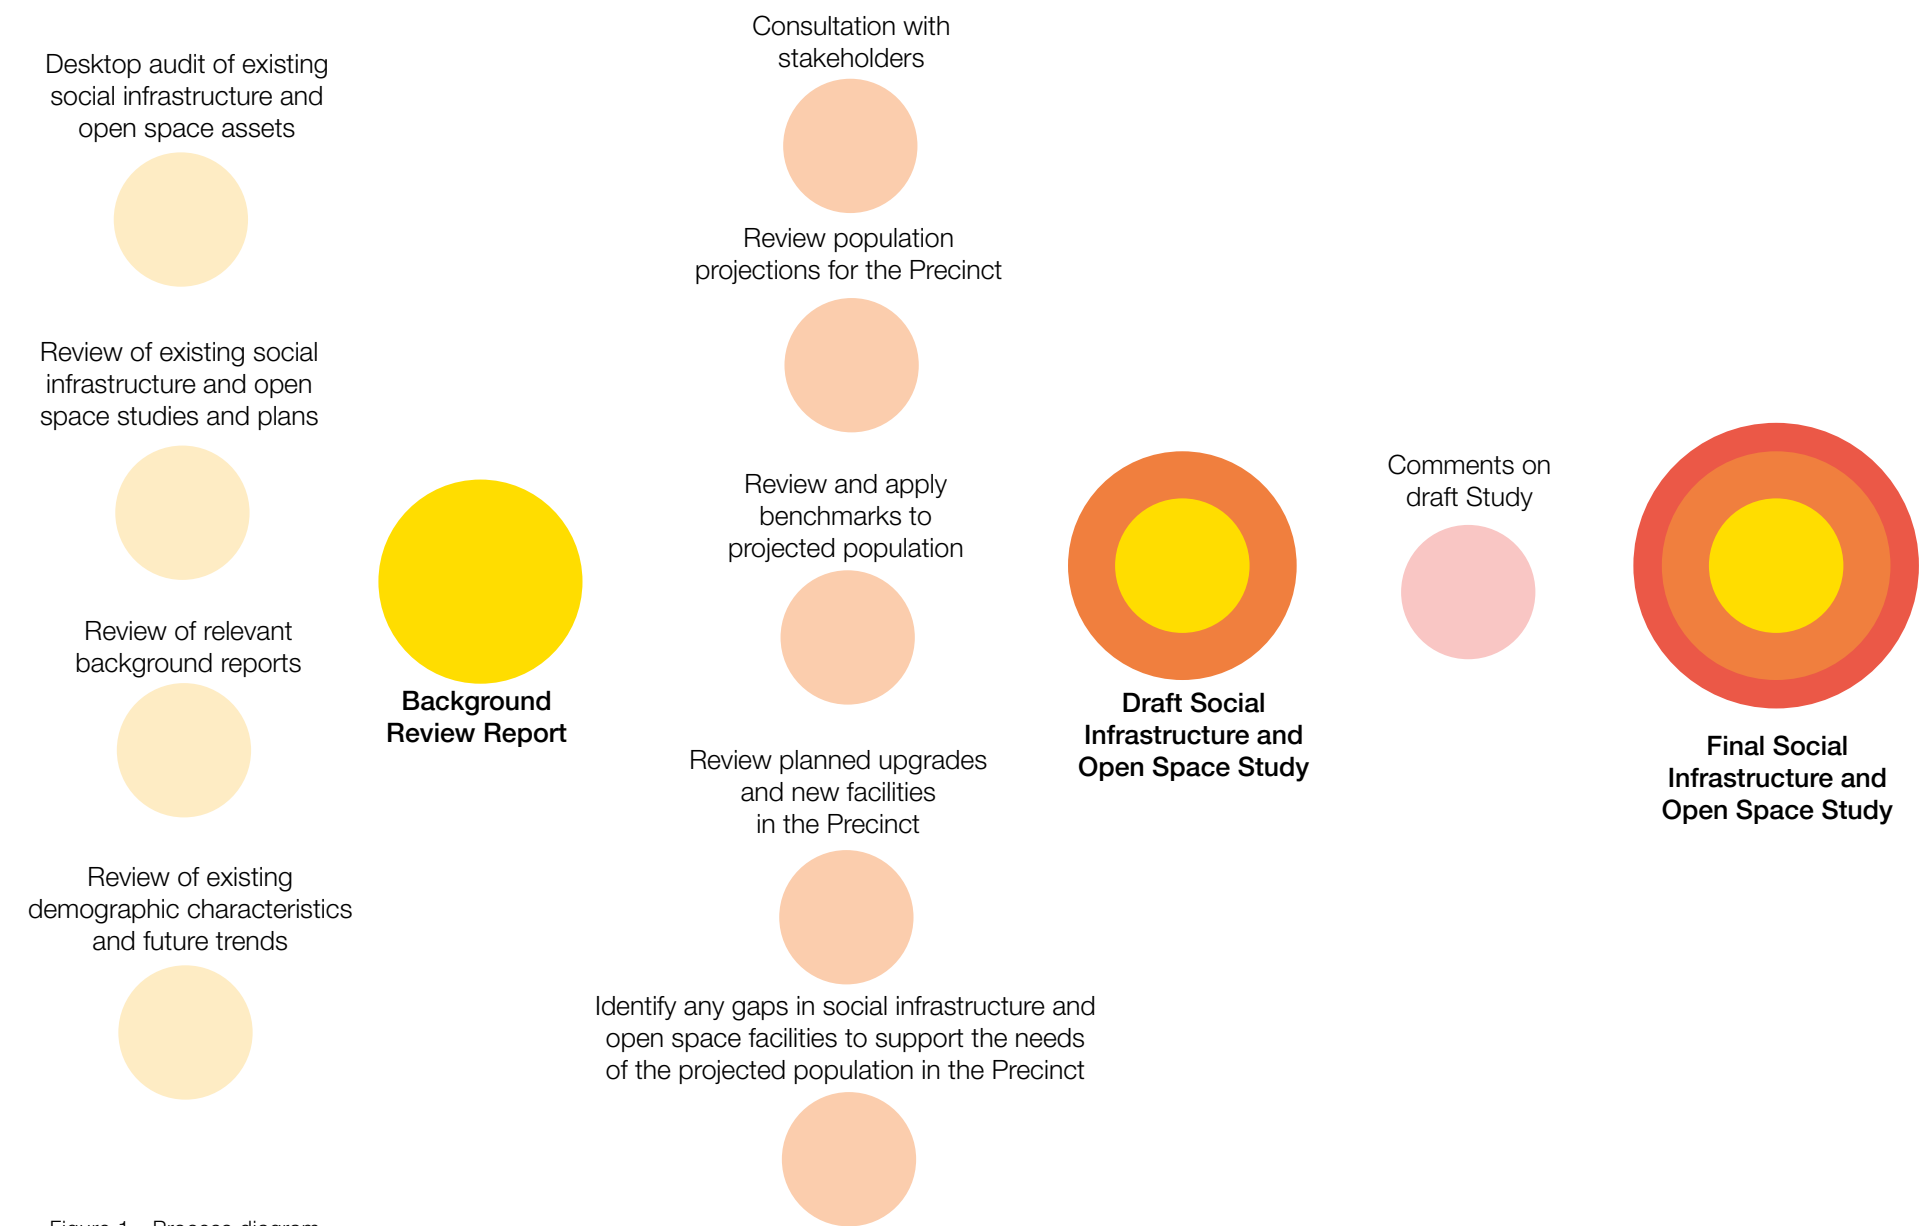 Desktop audit of existing
social infrastructure and
open space assets
Review of existing social
infrastructure and open
space studies and plans
Review of relevant
background reports
Review of existing
demographic characteristics
and future trends
Background
Review Report
Consultation with
stakeholders
Review population
projections for the Precinct
Review and apply
benchmarks to
projected population
Review planned upgrades
and new facilities
in the Precinct
Identify any gaps in social infrastructure and
open space facilities to support the needs
of the projected population in the Precinct
Draft Social
Infrastructure and
Open Space Study
Comments on
draft Study
Final Social
Infrastructure and
Open Space Study
Figure 1 - Process diagram